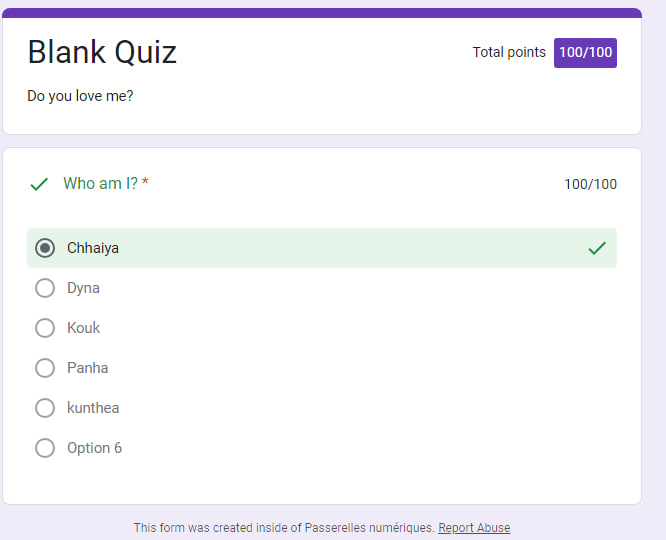 Blank Quiz
Total points 100/100
Do you love me?
Who am I? *
100/100
Chhaiya
Dyna
Kouk
Panha
kunthea
Option 6
This form was created inside of Passerelles numériques. Report Abuse